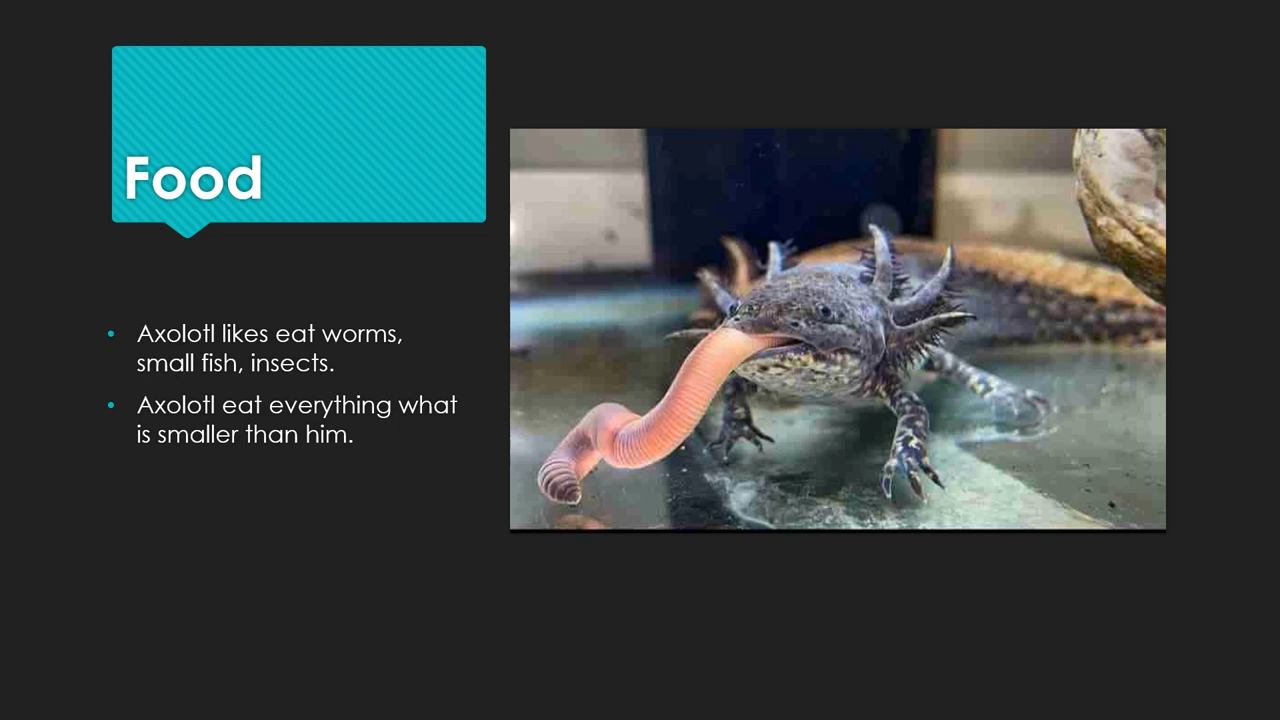 Food
Axolotl likes eat worms,
small fish, insects.
Axolotl eat everything what
is smaller than him.